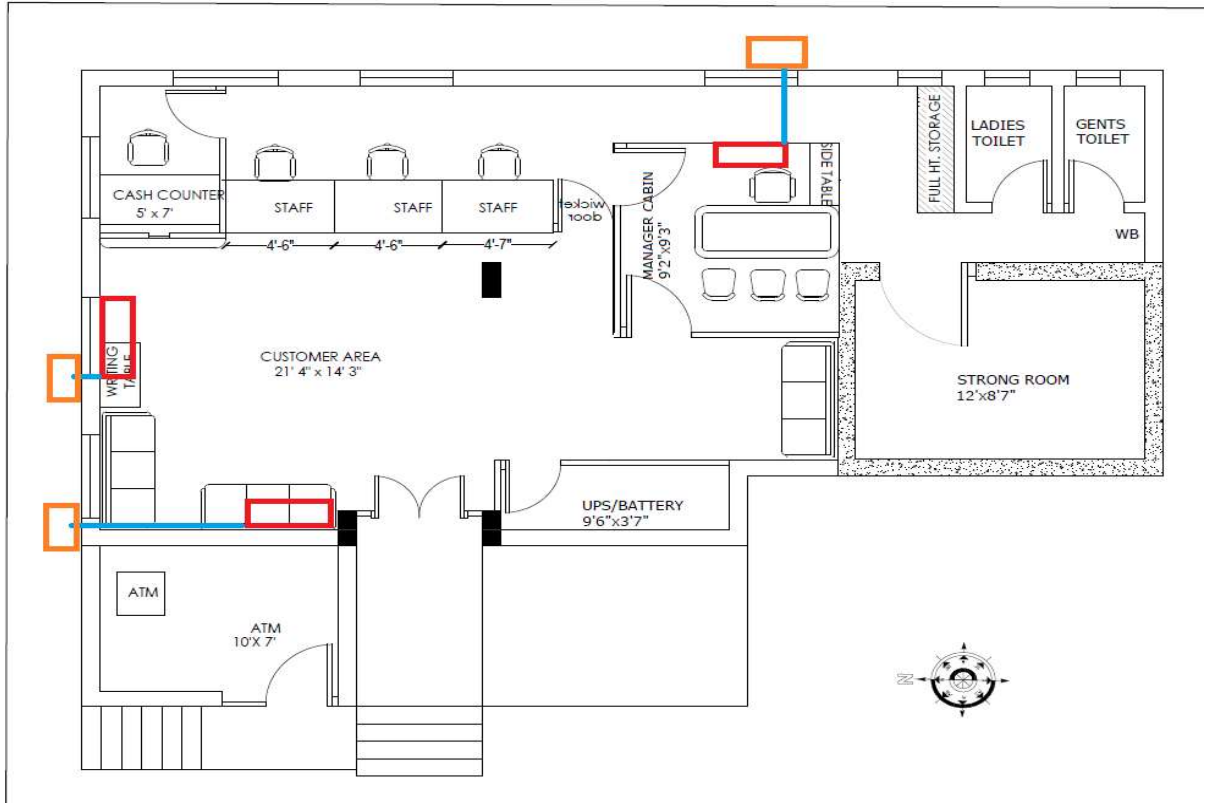 LADIES
TOILET
GENTS
TOILET
FULL HT. STORAGE
SIDE TABLE
CASH COUNTER
5' x 7'
STAFF
STAFF
STAFF
wicket
door
MANAGER CABIN
9'2"x9'3"
WB
4'-6"
4'-6"
4'-7"
WRITING
TABLE
CUSTOMER AREA
21' 4" x 14' 3"
STRONG ROOM
12'x8'7"
UPS/BATTERY
9'6"x3'7"
ATM
ATM
10'X 7'
N